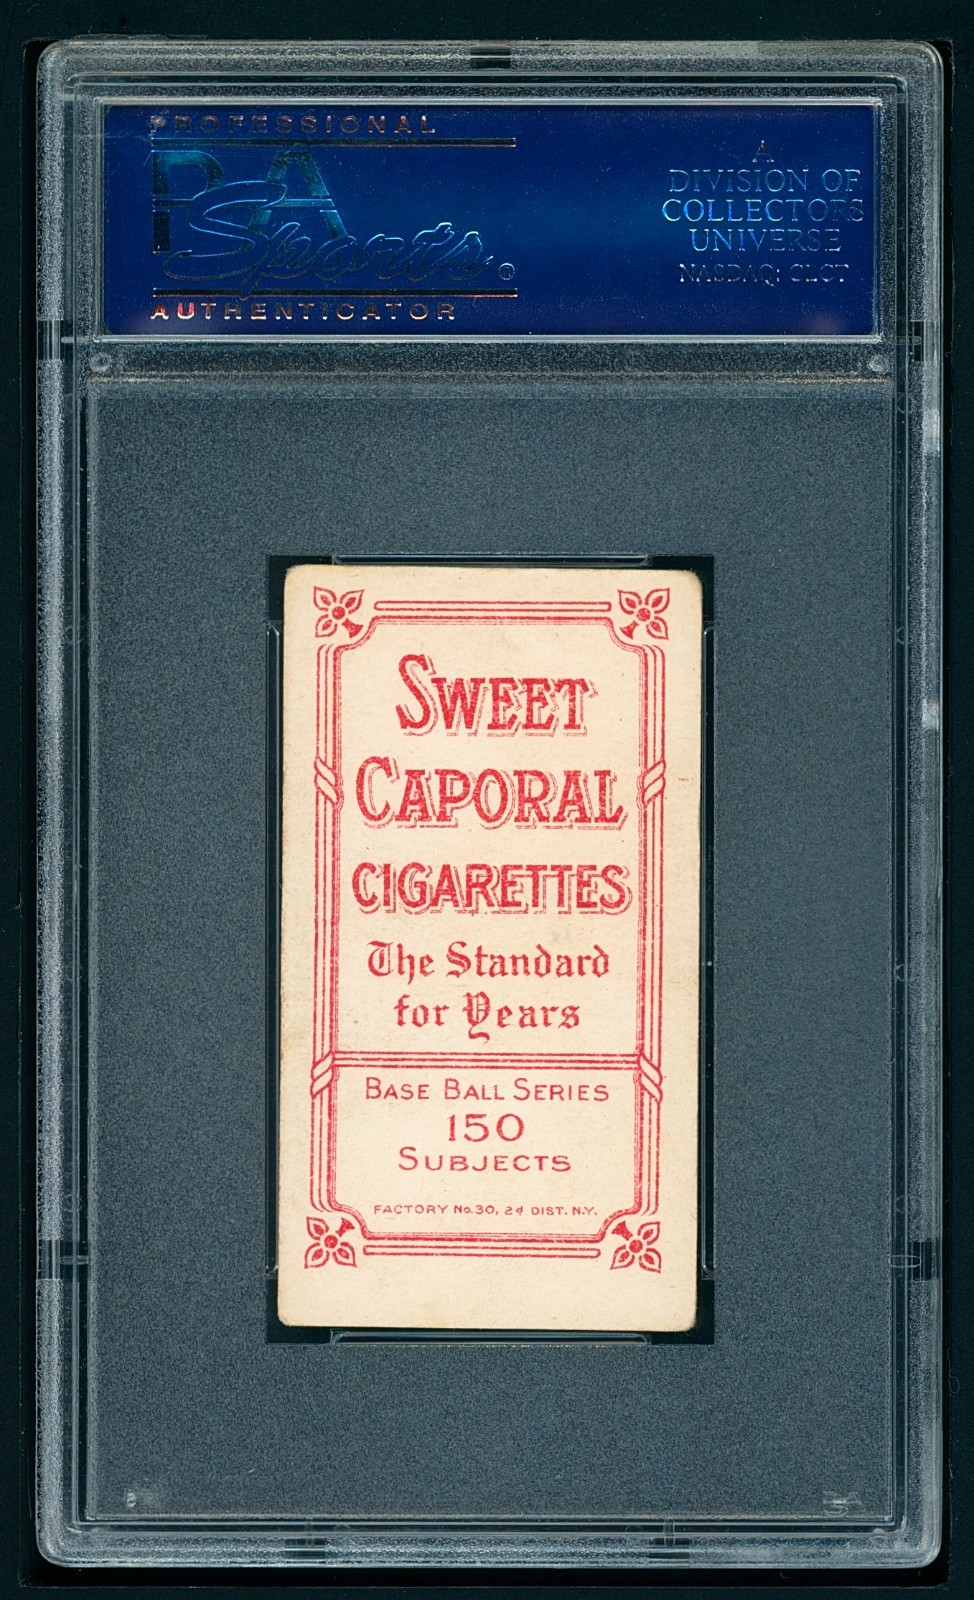 PROFESSIONAL
PSA
Sports®
AUTHENTICATOR
A
DIVISION OF
COLLECTORS
UNIVERSE
NASDAQ: CLCT
SWEET
CAPORAL
CIGARETTES
The Standard
for Years
BASE BALL SERIES
150
SUBJECTS
FACTORY No. 30, 2d DIST. N.Y.
PSA